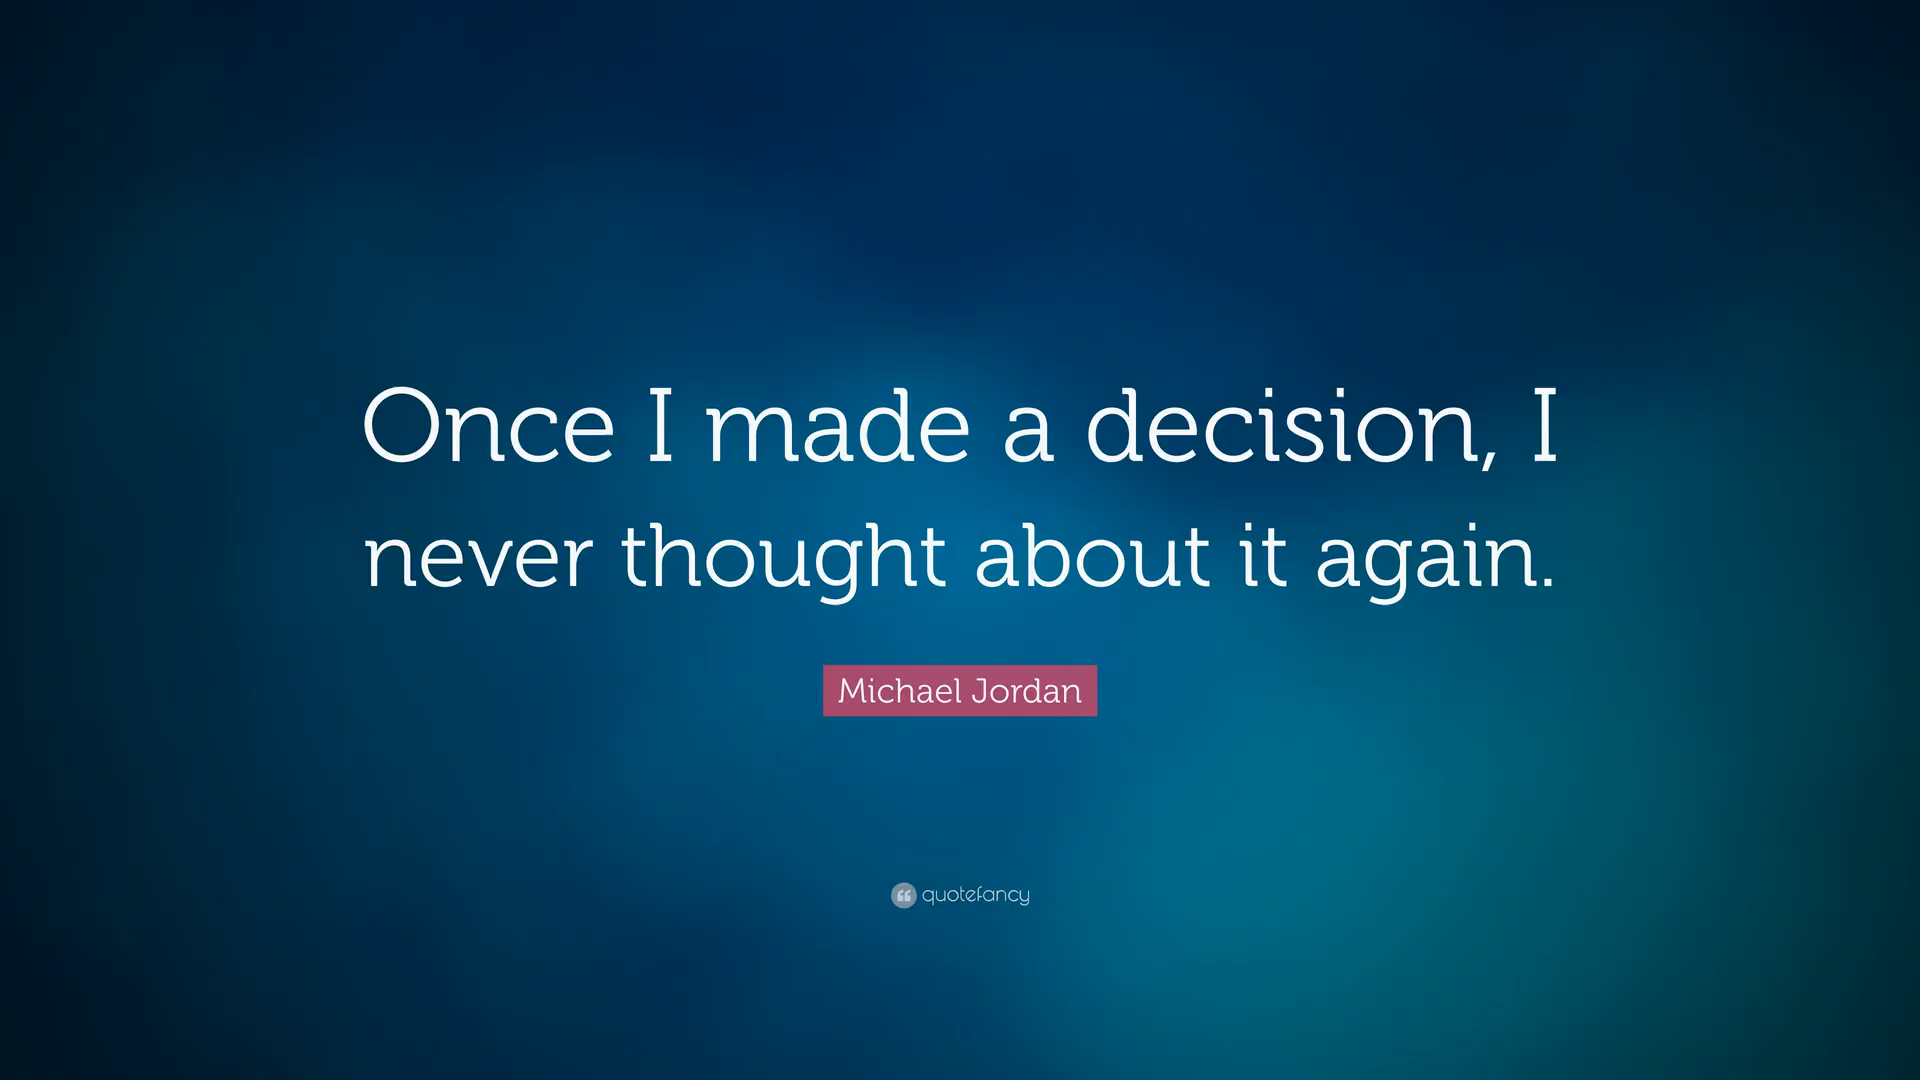 Once I made a decision, I
never thought about it again.
Michael Jordan
quotefancy